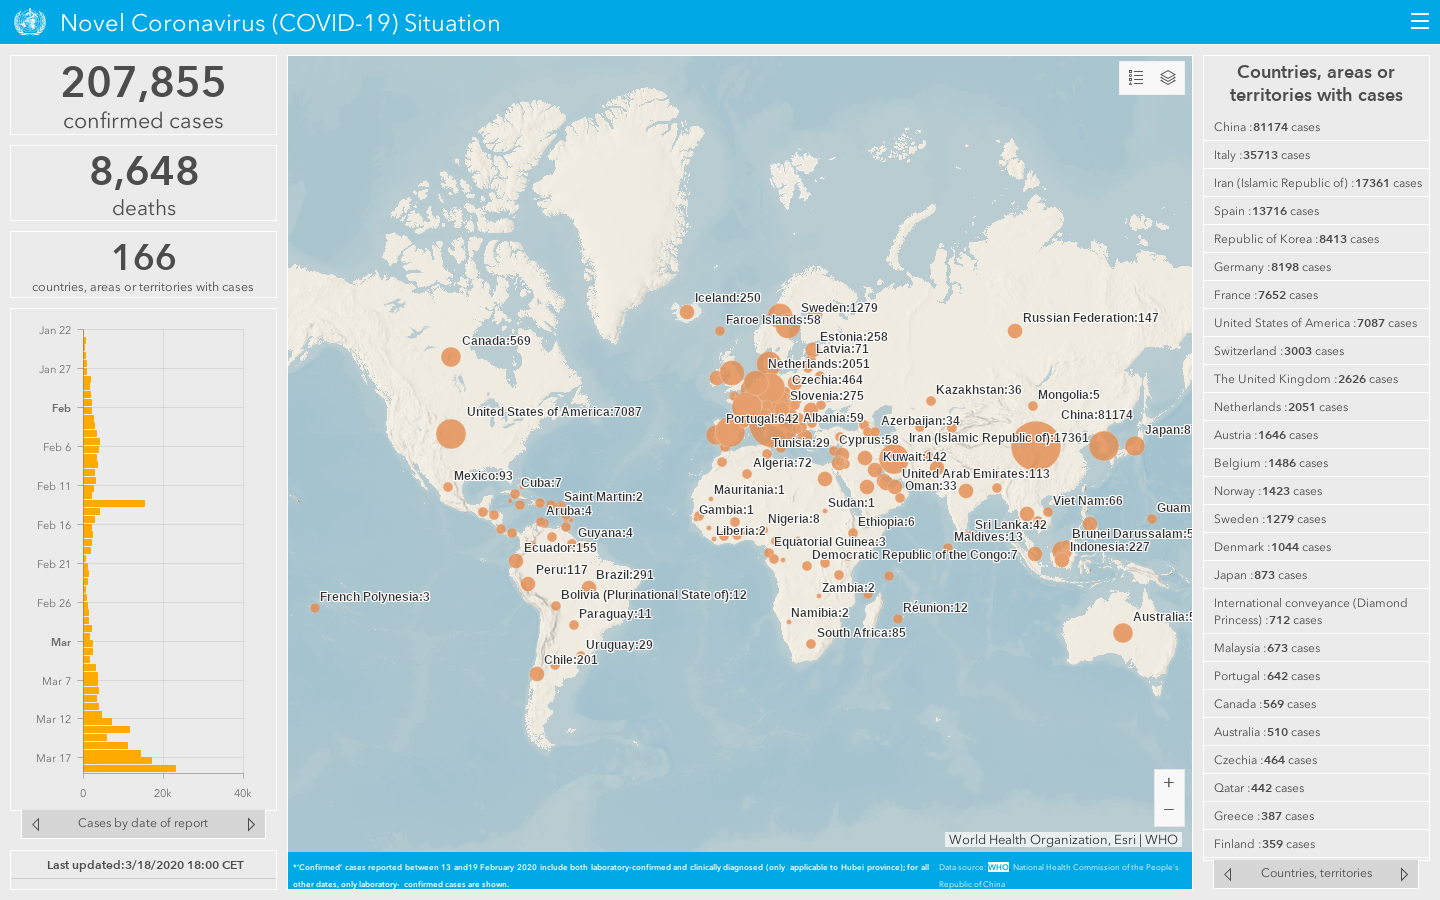 Novel Coronavirus (COVID-19) Situation
207,855
confirmed cases
8,648
deaths
166
countries, areas or territories with cases
Jan 22
Jan 27
Feb
Feb 6
Feb 11
Feb 16
Feb 21
Feb 26
Mar
Mar 7
Mar 12
Mar 17
0
20k
40k
Cases by date of report
Last updated:3/18/2020 18:00 CET
Iceland:250
Sweden:1279
Faroe Islands:58
Russian Federation:147
Estonia:258
Canada:569
Latvia:71
Netherlands:2051
Czechia:464
Kazakhstan:36
Mongolia:5
Slovenia:275
United States of America:7087
Portugal:642
Albania:59
Azerbaijan:34
China:81174
Japan:8
Tunisia:29
Cyprus:58
Iran (Islamic Republic of):17361
Kuwait:142
Algeria:72
Mexico:93
Cuba:7
United Arab Emirates:113
Oman:33
Mauritania:1
Saint Martin:2
Sudan:1
Viet Nam:66
Gambia:1
Aruba:4
Nigeria:8
Ethiopia:6
Guam
Sri Lanka:42
Liberia:2
Guyana:4
Maldives:13
Brunei Darussalam:5
Equatorial Guinea:3
Indonesia:227
Ecuador:155
Democratic Republic of the Congo:7
Peru:117
Brazil:291
Bolivia (Plurinational State of):12
Zambia:2
French Polynesia:3
Réunion:12
Paraguay:11
Namibia:2
Australia:5
South Africa:85
Uruguay:29
Chile:201
+
−
World Health Organization, Esri | WHO
*'Confirmed' cases reported between 13 and19 February 2020 include both laboratory-confirmed and clinically diagnosed (only applicable to Hubei province); for all
other dates, only laboratory- confirmed cases are shown.
Data source: WHO National Health Commission of the People's
Republic of China
Countries, areas or
territories with cases
China :81174 cases
Italy :35713 cases
Iran (Islamic Republic of) :17361 cases
Spain :13716 cases
Republic of Korea :8413 cases
Germany :8198 cases
France :7652 cases
United States of America :7087 cases
Switzerland :3003 cases
The United Kingdom :2626 cases
Netherlands :2051 cases
Austria :1646 cases
Belgium :1486 cases
Norway :1423 cases
Sweden :1279 cases
Denmark :1044 cases
Japan :873 cases
International conveyance (Diamond
Princess) :712 cases
Malaysia :673 cases
Portugal :642 cases
Canada :569 cases
Australia :510 cases
Czechia :464 cases
Qatar :442 cases
Greece :387 cases
Finland :359 cases
Countries, territories